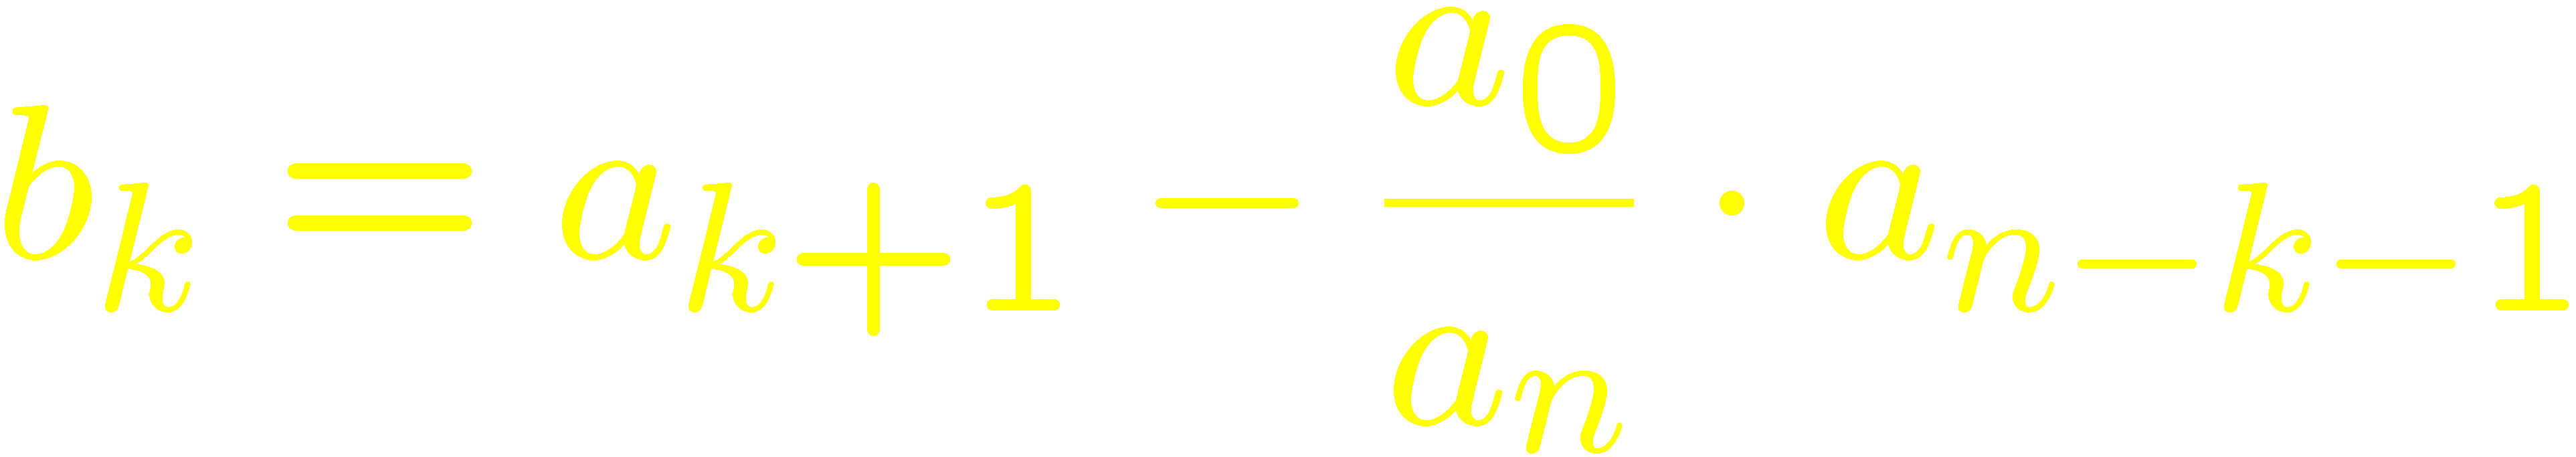 b_k = a_{k+1} - \frac{a_0}{a_n} \cdot a_{n-k-1}